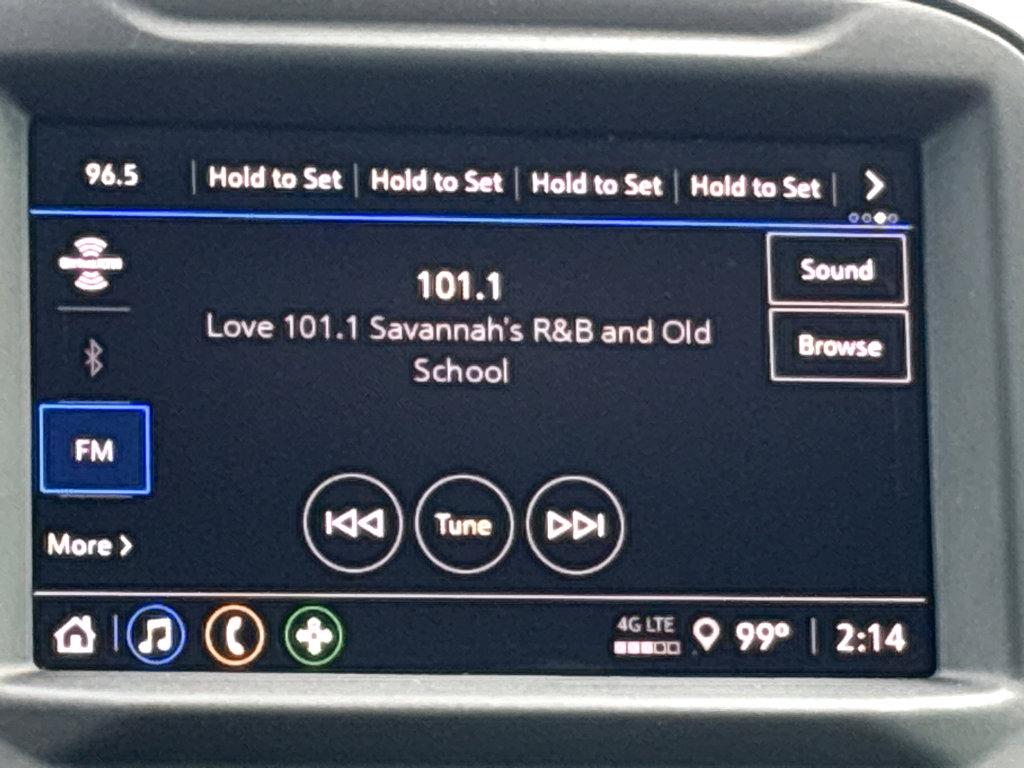 96.5 Hold to Set Hold to Set Hold to Set Hold to Set
Sound
101.1
Love 101.1 Savannah's R&B and Old
School
Browse
FM
Tune
More
4G LTE
99° 2:14